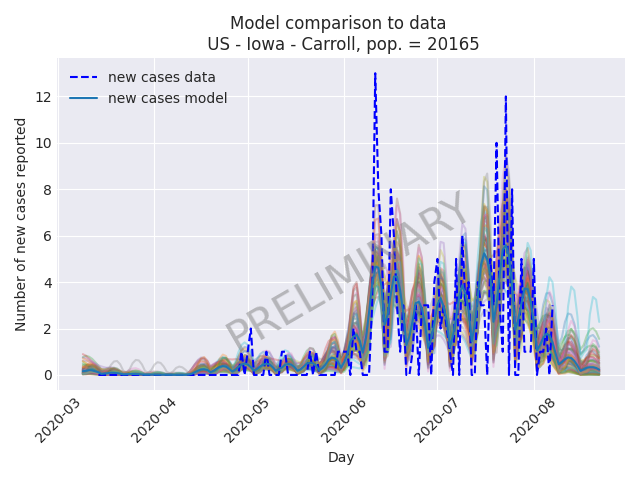 Model comparison to data
US - Iowa - Carroll, pop. = 20165
new cases data
new cases model
Number of new cases reported
12
10
8
6
4
2
0
PRELIMINARY
2020-03
2020-04
2020-05
2020-06
2020-07
2020-08
Day